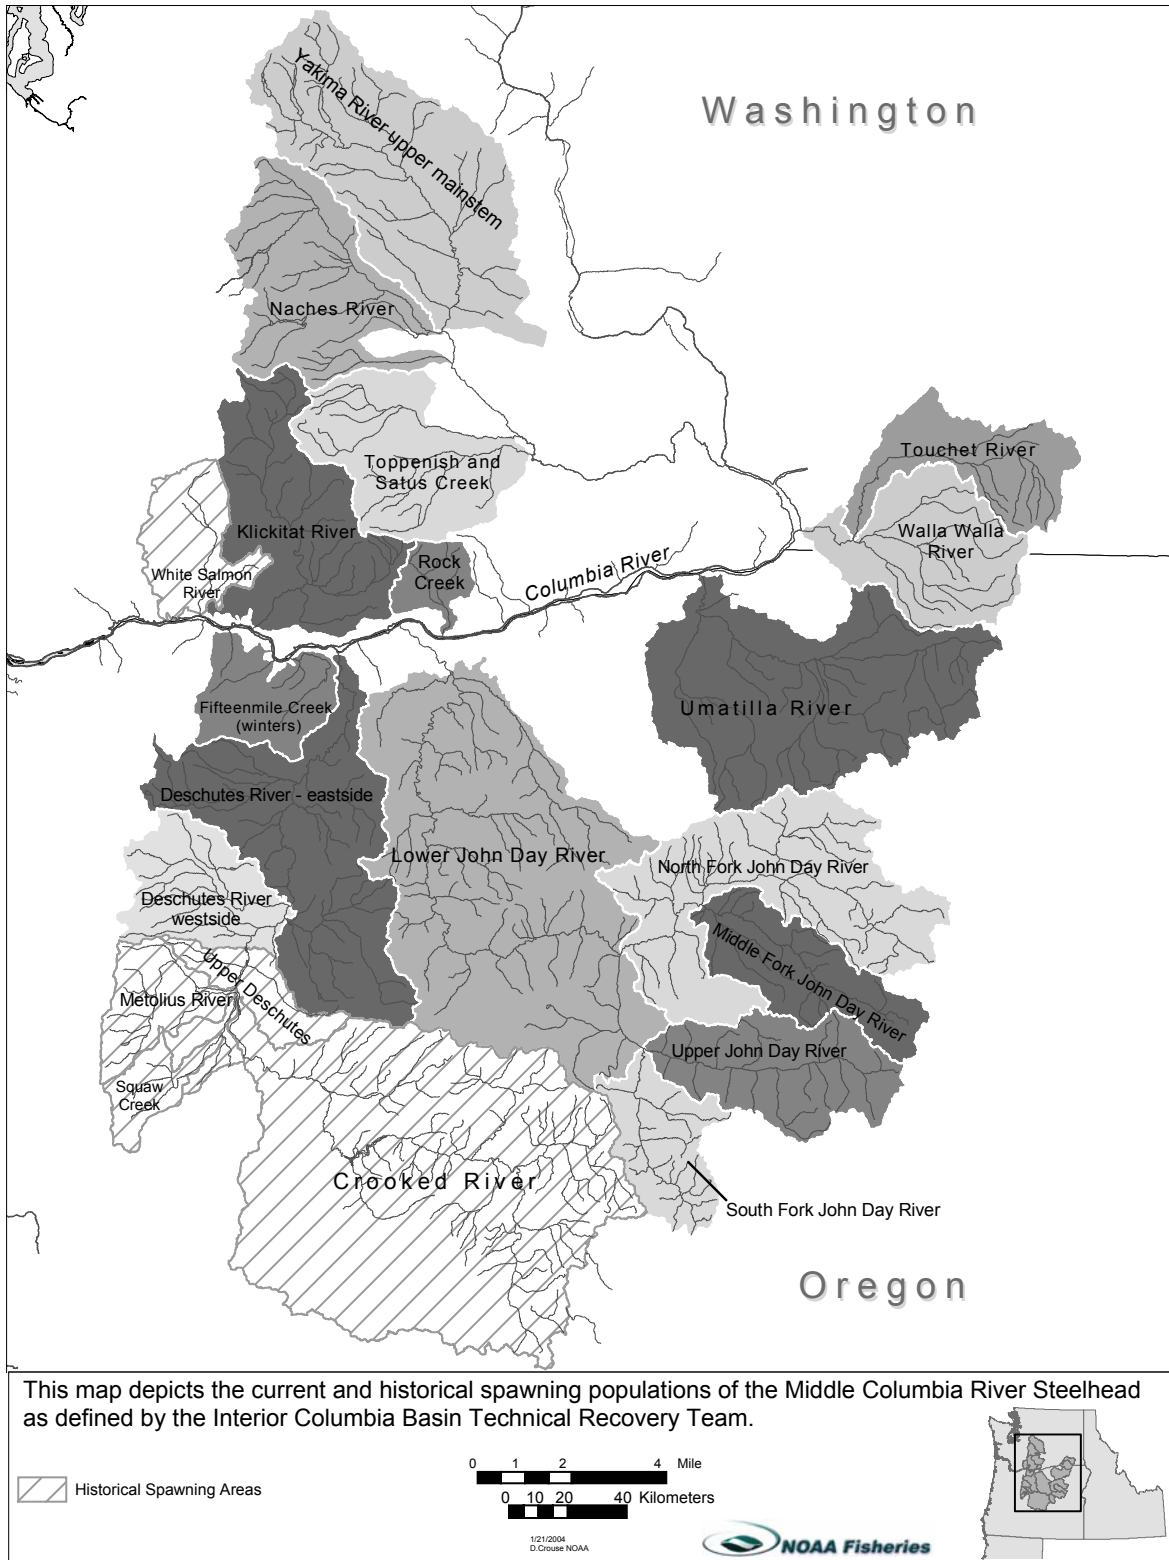 Washington
Yakima River upper mainstem
Naches River
Toppenish and
Satus Creek
Touchet River
Walla Walla
River
Klickitat River
Rock
Creek
White Salmon
River
Columbia River
Fifteenmile Creek
(winters)
Umatilla River
Deschutes River - eastside
Lower John Day River
North Fork John Day River
Deschutes River
westside
Middle Fork John Day River
Upper Deschutes
Metolius River
Upper John Day River
Squaw
Creek
Crooked River
South Fork John Day River
Oregon
This map depicts the current and historical spawning populations of the Middle Columbia River Steelhead
as defined by the Interior Columbia Basin Technical Recovery Team.
Historical Spawning Areas
0 1 2 4 Mile
0 10 20 40 Kilometers
1/21/2004
D.Crouse NOAA
NOAA Fisheries